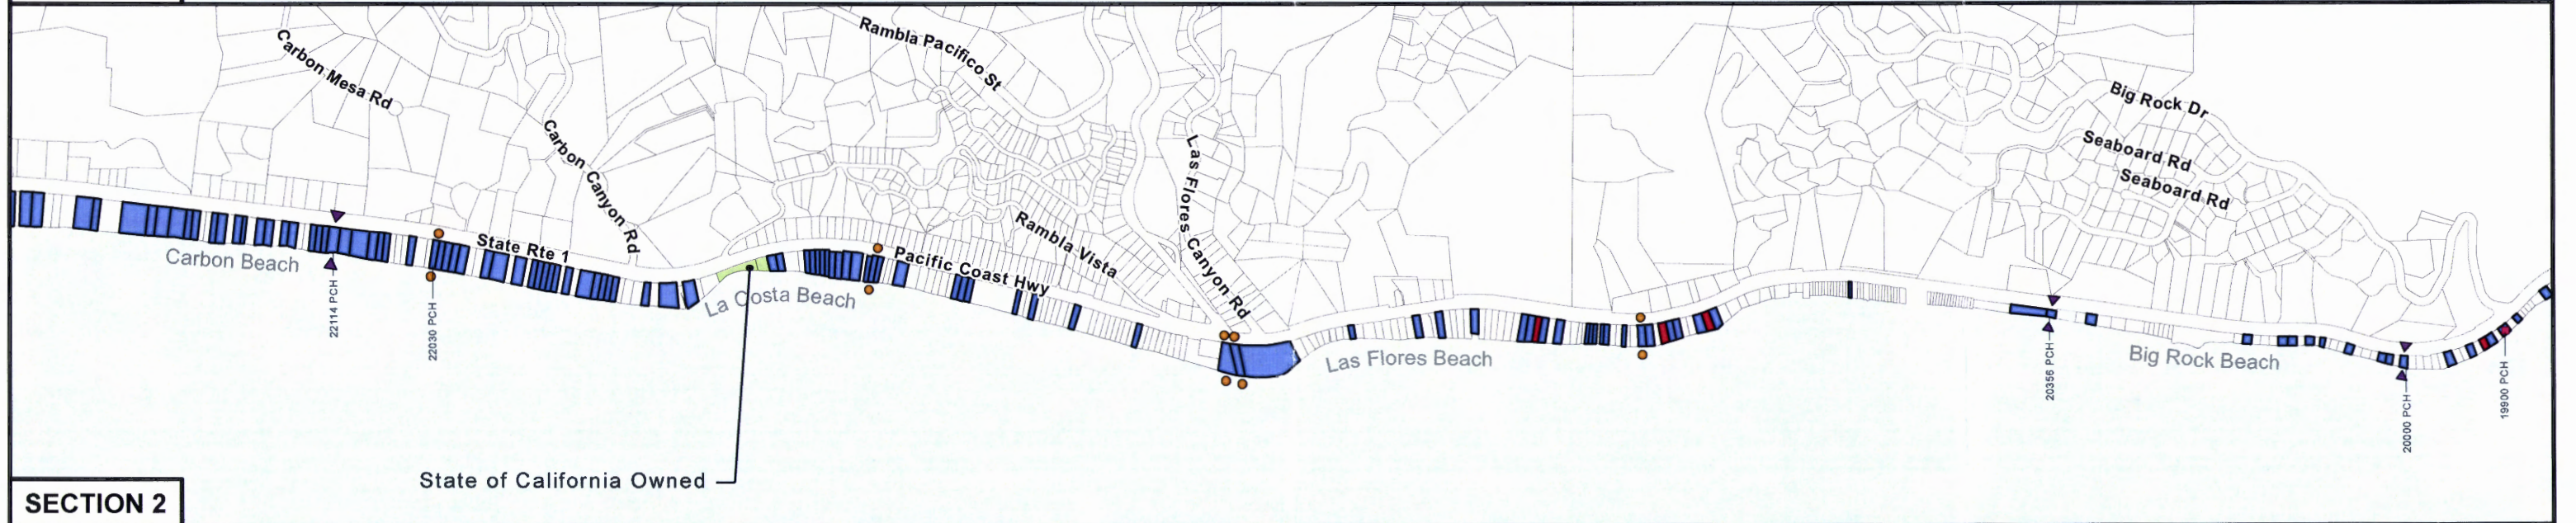 Carbon Mesa Rd
Carbon Canyon Rd
Rambla Pacifico St
Las Flores Canyon Rd
Rambla Vista
Big Rock Dr
Seaboard Rd
Seaboard Rd
State Rte 1
Pacific Coast Hwy
Carbon Beach
La Costa Beach
Las Flores Beach
Big Rock Beach
22114 PCH
22030 PCH
20356 PCH
20000 PCH
19900 PCH
State of California Owned
SECTION 2